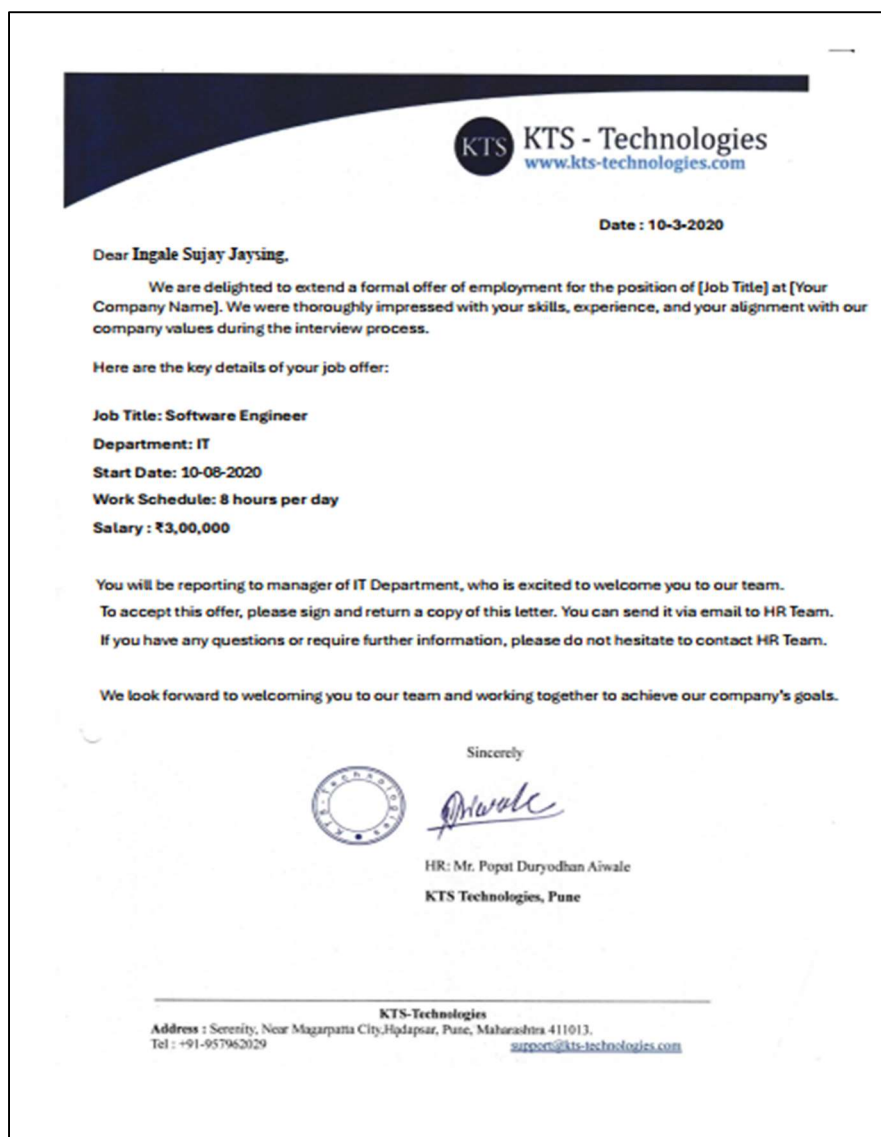 KTS KTS - Technologies
www.kts-technologies.com
Date : 10-3-2020
Dear Ingale Sujay Jaysing,
We are delighted to extend a formal offer of employment for the position of [Job Title] at [Your
Company Name]. We were thoroughly impressed with your skills, experience, and your alignment with our
company values during the interview process.
Here are the key details of your job offer:
Job Title: Software Engineer
Department: IT
Start Date: 10-08-2020
Work Schedule: 8 hours per day
Salary : ₹3,00,000
You will be reporting to manager of IT Department, who is excited to welcome you to our team.
To accept this offer, please sign and return a copy of this letter. You can send it via email to HR Team.
If you have any questions or require further information, please do not hesitate to contact HR Team.
We look forward to welcoming you to our team and working together to achieve our company's goals.
Sincerely
KTS-Technologies
Aiwale
HR: Mr. Popat Duryodhan Aiwale
KTS Technologies, Pune
KTS-Technologies
Address : Serenity, Near Magarpatta City,Hadapsar, Pune, Maharashtra 411013.
Tel : +91-957962029 support@kts-technologies.com